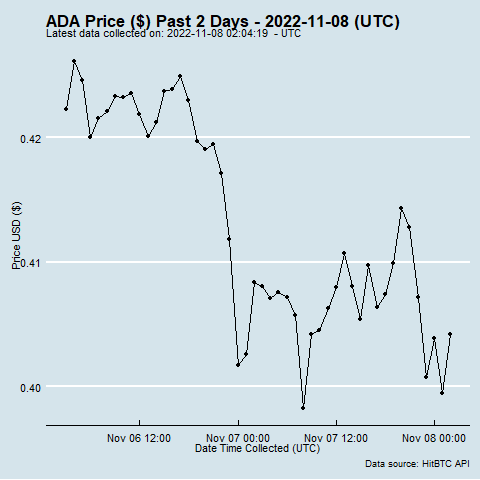 ADA Price ($) Past 2 Days - 2022-11-08 (UTC)
Latest data collected on: 2022-11-08 02:04:19 - UTC
Price USD ($)
0.42
0.41
0.40
Nov 06 12:00
Nov 07 00:00
Nov 07 12:00
Nov 08 00:00
Date Time Collected (UTC)
Data source: HitBTC API